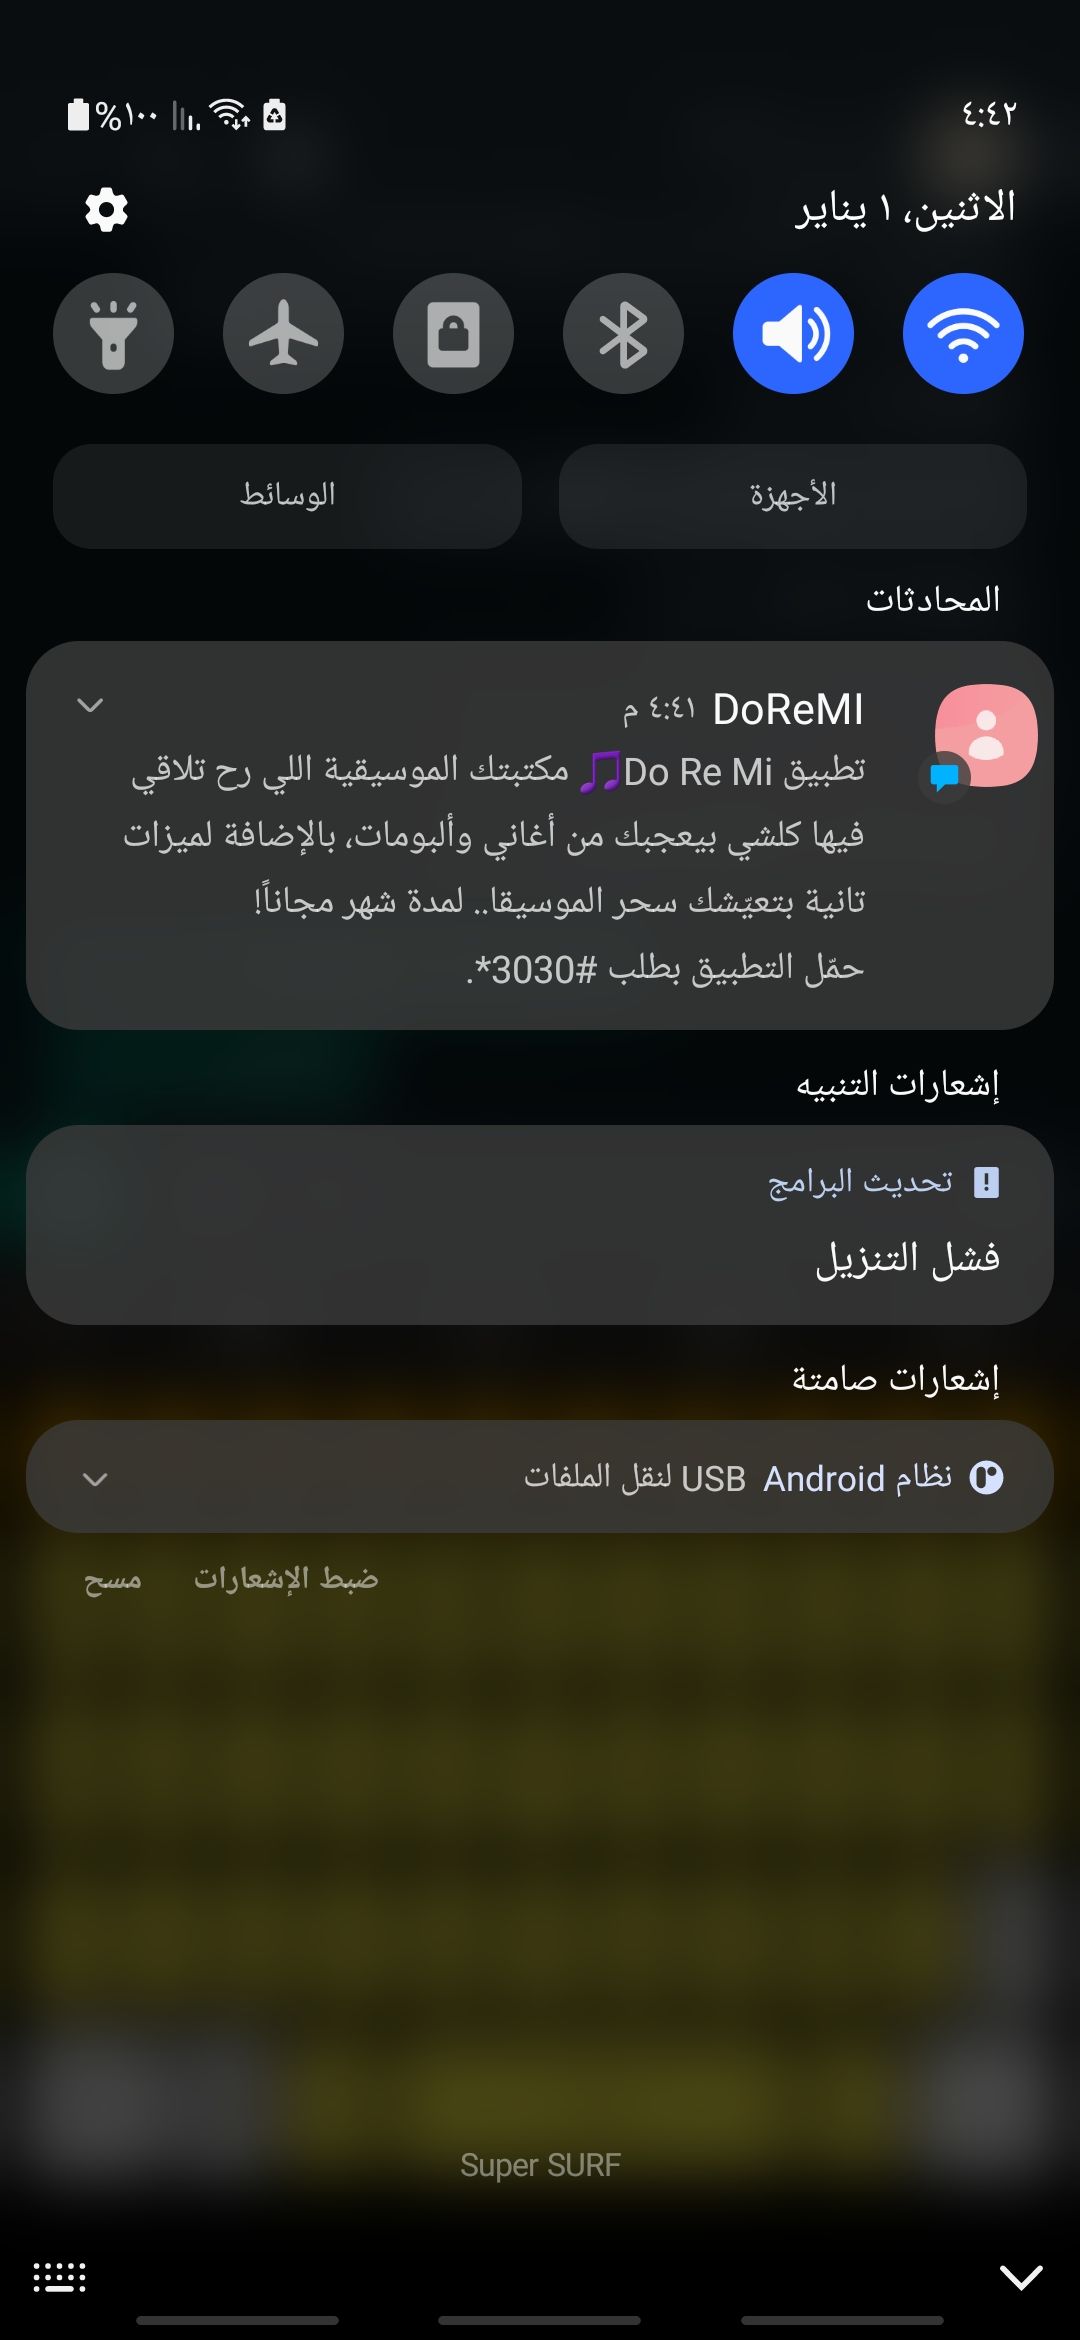 ٤:٤٢
%١٠٠
الاثنين، ١ يناير
الأجهزة
الوسائط
المحادثات
DoReMI ٤:٤١ م
تطبيق Do Re Mi🎵 مكتبتك الموسيقية اللي رح تلاقي
فيها كلشي بيعجبك من أغاني وألبومات، بالإضافة لميزات
تانية بتعيّشك سحر الموسيقا.. لمدة شهر مجاناً!
حمّل التطبيق بطلب #3030*.
إشعارات التنبيه
تحديث البرامج
فشل التنزيل
إشعارات صامتة
نظام Android USB لنقل الملفات
ضبط الإشعارات
مسح
Super SURF